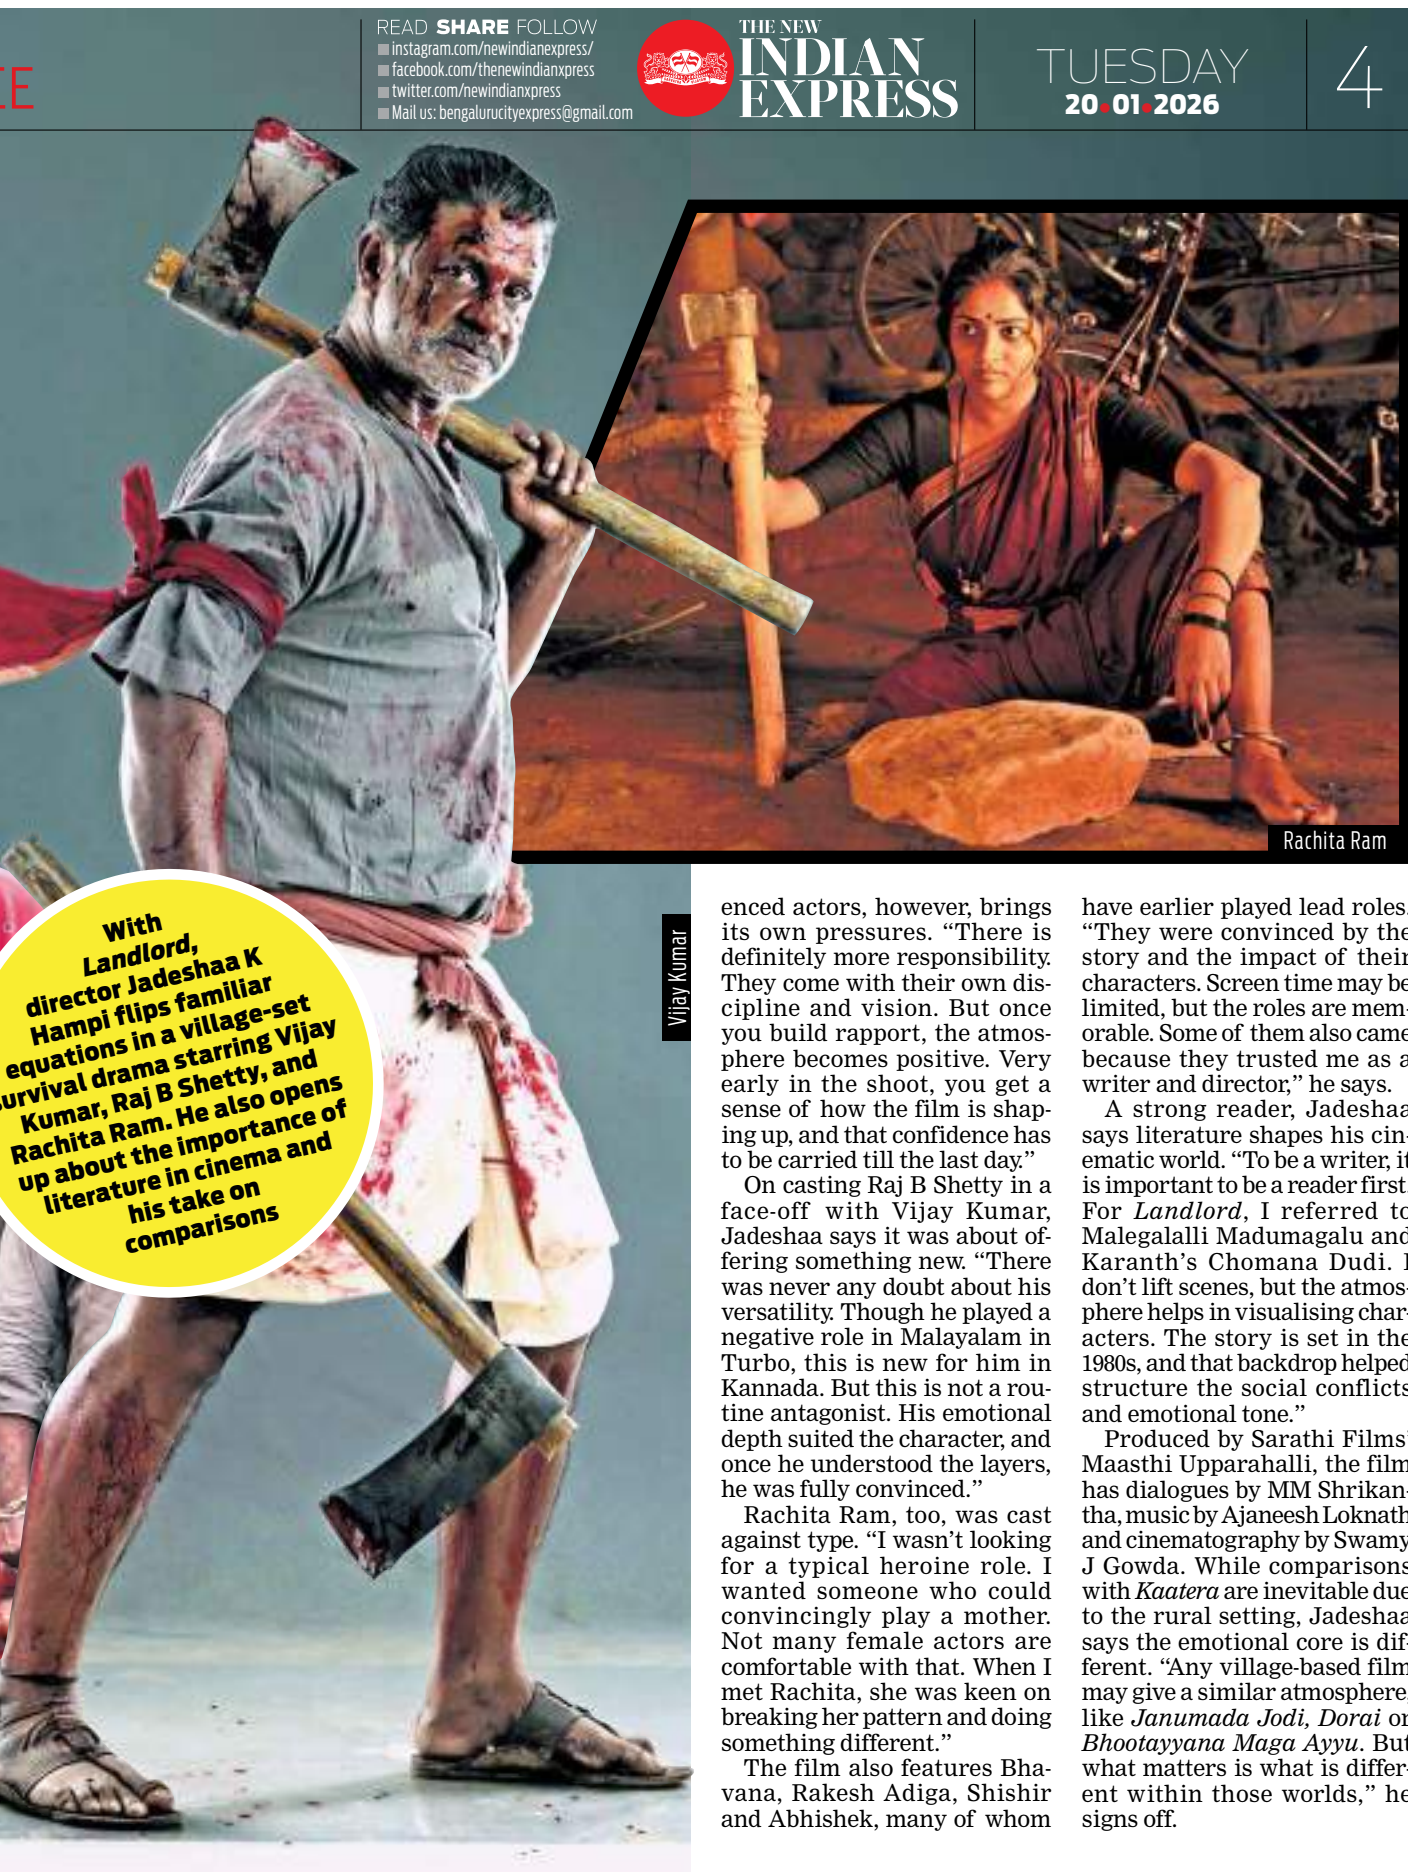 EE
READ SHARE FOLLOW
instagram.com/newindianexpress/
facebook.com/thenewindianxpress
twitter.com/newindianxpress
Mail us: bengalurucityexpress@gmail.com
THE NEW
INDIAN
EXPRESS
TUESDAY
20•01•2026
4
Rachita Ram
Vijay Kumar
With
Landlord,
director Jadeshaa K
Hampi flips familiar
equations in a village-set
urvival drama starring Vijay
Kumar, Raj B Shetty, and
Rachita Ram. He also opens
up about the importance of
literature in cinema and
his take on
comparisons
enced actors, however, brings
its own pressures. “There is
definitely more responsibility.
They come with their own dis-
cipline and vision. But once
you build rapport, the atmos-
phere becomes positive. Very
early in the shoot, you get a
sense of how the film is shap-
ing up, and that confidence has
to be carried till the last day.”
On casting Raj B Shetty in a
face-off with Vijay Kumar,
Jadeshaa says it was about of-
fering something new. “There
was never any doubt about his
versatility. Though he played a
negative role in Malayalam in
Turbo, this is new for him in
Kannada. But this is not a rou-
tine antagonist. His emotional
depth suited the character, and
once he understood the layers,
he was fully convinced.”
Rachita Ram, too, was cast
against type. “I wasn’t looking
for a typical heroine role. I
wanted someone who could
convincingly play a mother.
Not many female actors are
comfortable with that. When I
met Rachita, she was keen on
breaking her pattern and doing
something different.”
The film also features Bha-
vana, Rakesh Adiga, Shishir
and Abhishek, many of whom
have earlier played lead roles.
“They were convinced by the
story and the impact of their
characters. Screen time may be
limited, but the roles are mem-
orable. Some of them also came
because they trusted me as a
writer and director,” he says.
A strong reader, Jadeshaa
says literature shapes his cin-
ematic world. “To be a writer, it
is important to be a reader first.
For Landlord, I referred to
Malegalalli Madumagalu and
Karanth’s Chomana Dudi. I
don’t lift scenes, but the atmos-
phere helps in visualising char-
acters. The story is set in the
1980s, and that backdrop helped
structure the social conflicts
and emotional tone.”
Produced by Sarathi Films’
Maasthi Upparahalli, the film
has dialogues by MM Shrikan-
tha, music by Ajaneesh Loknath
and cinematography by Swamy
J Gowda. While comparisons
with Kaatera are inevitable due
to the rural setting, Jadeshaa
says the emotional core is dif-
ferent. “Any village-based film
may give a similar atmosphere,
like Janumada Jodi, Dorai or
Bhootayyana Maga Ayyu. But
what matters is what is differ-
ent within those worlds,” he
signs off.